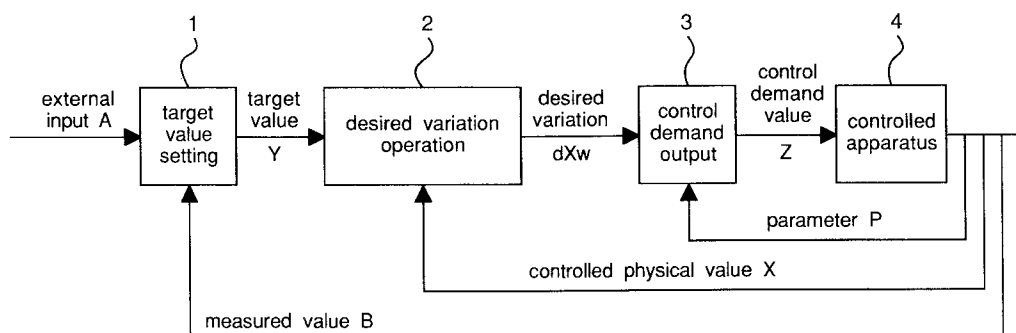 1
2
3
4
external
input A
target
value
setting
target
value
Y
desired variation
operation
desired
variation
dXw
control
demand
output
control
demand
value
Z
controlled
apparatus
parameter P
controlled physical value X
measured value B